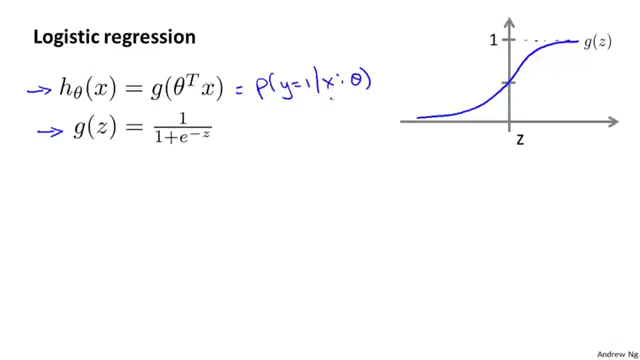 Logistic regression
→ hθ(x) = g(θᵀx) = p(y=1|x;θ)
→ g(z) = 1/(1+e⁻ᶻ)
1
g(z)
z
Andrew Ng